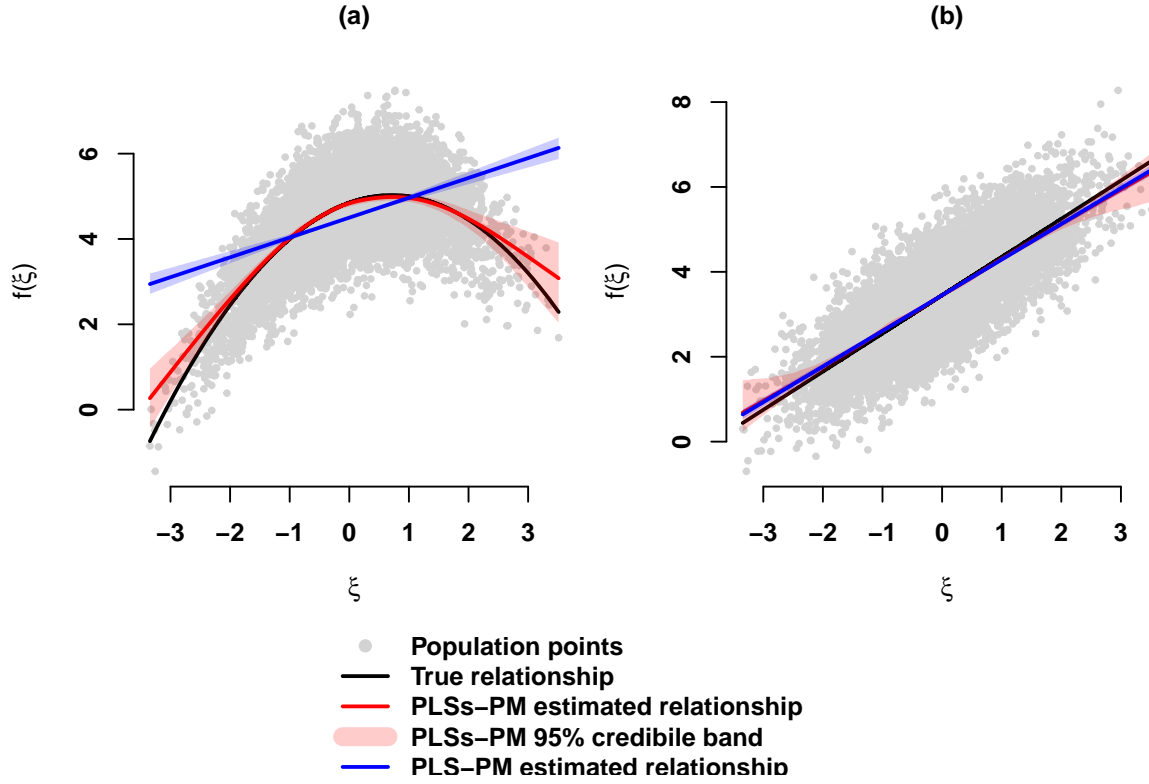 (a)
(b)
f(ξ)
0
2
4
6
−3
−2
−1
0
1
2
3
ξ
f(ξ)
0
2
4
6
8
−3
−2
−1
0
1
2
3
ξ
Population points
True relationship
PLSs−PM estimated relationship
PLSs−PM 95% credibile band
PLS−PM estimated relationship